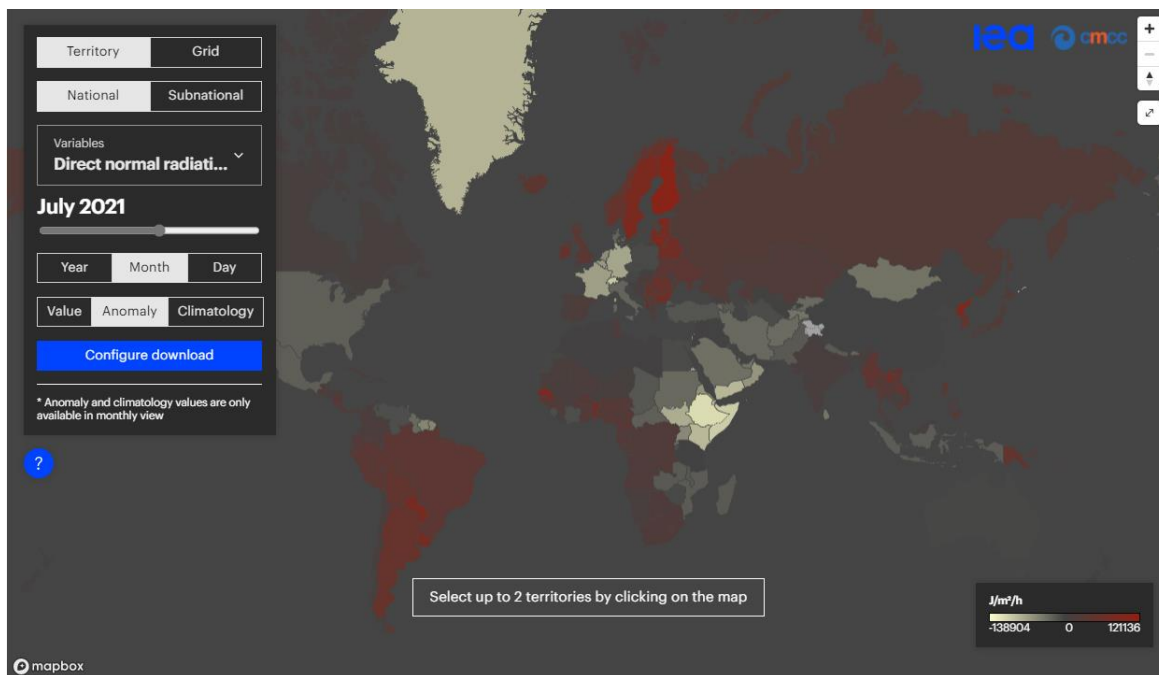 Territory
Grid
National
Subnational
Variables
Direct normal radiati...
July 2021
Year
Month
Day
Value
Anomaly
Climatology
Configure download
* Anomaly and climatology values are only
available in monthly view
?
iea
cmcc
+
−
Select up to 2 territories by clicking on the map
J/m²/h
-138904
0
121136
mapbox